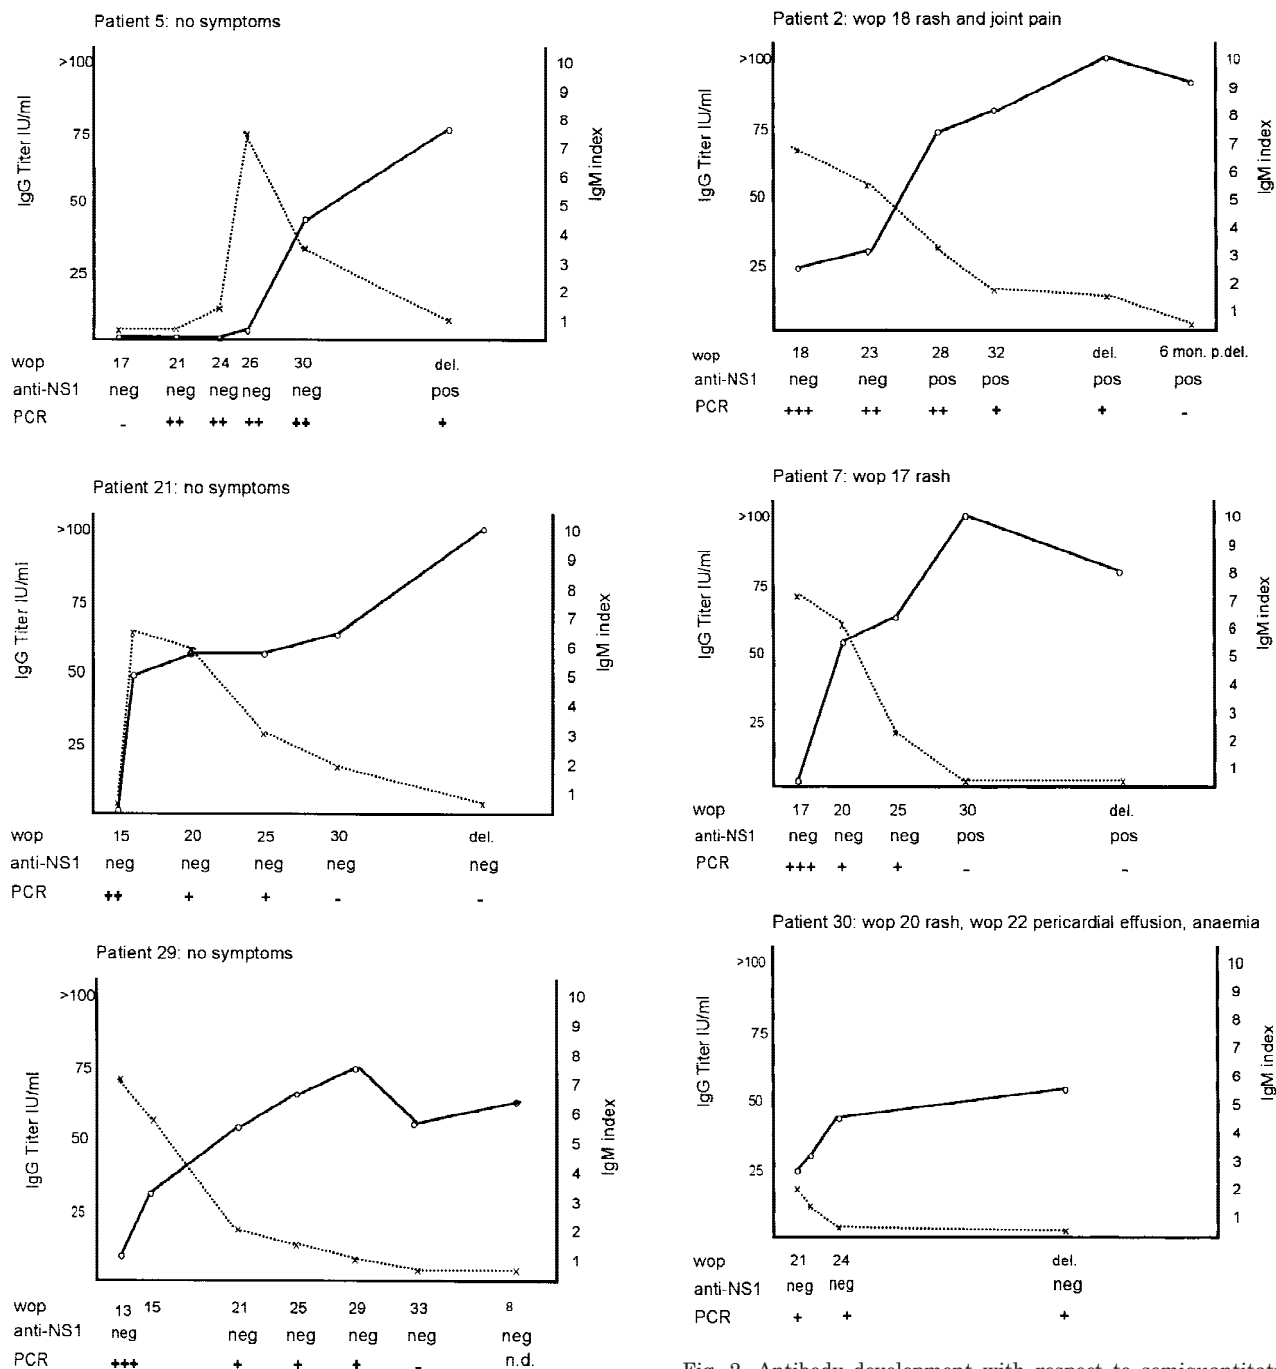 Patient 5: no symptoms
>100
75
50
25
IgG Titer IU/ml
10
9
8
7
6
5
4
3
2
1
IgM index
wop 17 21 24 26 30 del.
anti-NS1 neg neg neg neg neg pos
PCR - ++ ++ ++ ++ +
Patient 21: no symptoms
>100
75
50
25
IgG Titer IU/ml
10
9
8
7
6
5
4
3
2
1
IgM index
wop 15 20 25 30 del.
anti-NS1 neg neg neg neg neg
PCR ++ + + - -
Patient 29: no symptoms
>100
75
50
25
IgG Titer IU/ml
10
9
8
7
6
5
4
3
2
1
IgM index
wop 13 15 21 25 29 33 8
anti-NS1 neg neg neg neg neg neg
PCR +++ + + + - n.d.
Patient 2: wop 18 rash and joint pain
>100
75
50
25
IgG Titer IU/ml
10
9
8
7
6
5
4
3
2
1
IgM index
wop 18 23 28 32 del. 6 mon. p.del.
anti-NS1 neg neg pos pos pos pos
PCR +++ ++ ++ + + -
Patient 7: wop 17 rash
>100
75
50
25
IgG Titer IU/ml
10
9
8
7
6
5
4
3
2
1
IgM index
wop 17 20 25 30 del.
anti-NS1 neg neg neg pos pos
PCR +++ + + - -
Patient 30: wop 20 rash, wop 22 pericardial effusion, anaemia
>100
75
50
25
IgG Titer IU/ml
10
9
8
7
6
5
4
3
2
1
IgM index
wop 21 24 del.
anti-NS1 neg neg neg
PCR + + +
Fig. 2. Antibody development with respect to semiquantitat